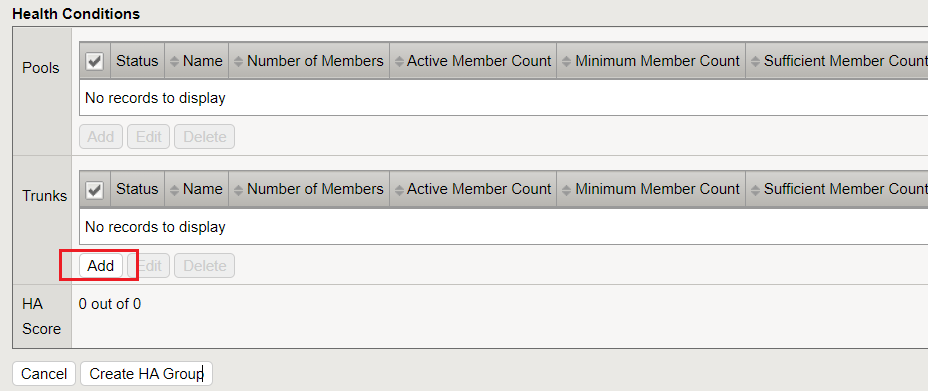 Health Conditions
Pools
Status Name Number of Members Active Member Count Minimum Member Count Sufficient Member Count
No records to display
Add Edit Delete
Trunks
Status Name Number of Members Active Member Count Minimum Member Count Sufficient Member Count
No records to display
Add Edit Delete
HA Score
0 out of 0
Cancel Create HA Group